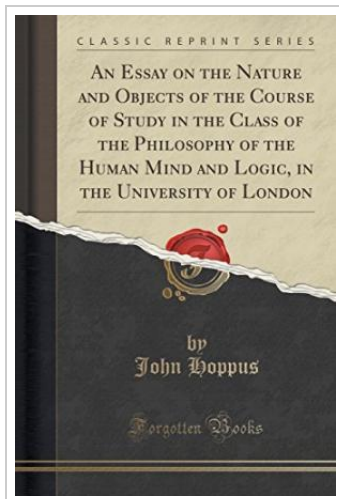 CLASSIC REPRINT SERIES
AN ESSAY ON THE NATURE
AND OBJECTS OF THE COURSE
OF STUDY IN THE CLASS OF
THE PHILOSOPHY OF THE
HUMAN MIND AND LOGIC, IN
THE UNIVERSITY OF LONDON
by
John Hoppus
Forgotten Books